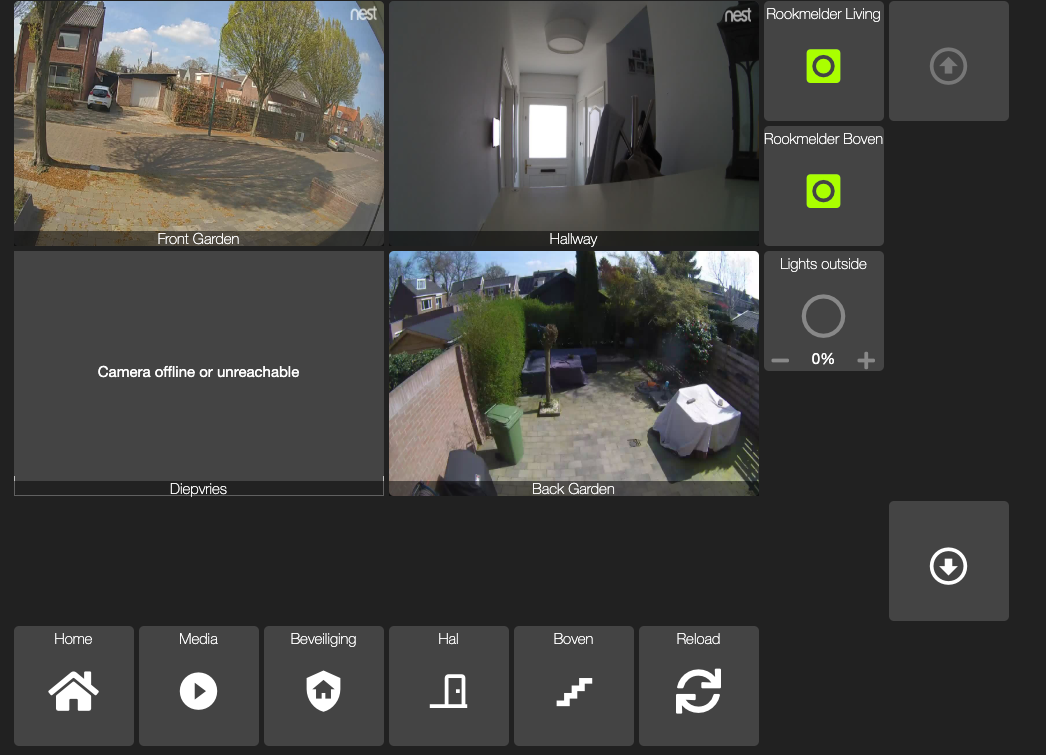 nest
Front Garden
nest
Hallway
Rookmelder Living
Rookmelder Boven
Lights outside
0%
Camera offline or unreachable
Diepvries
Back Garden
Home
Media
Beveiliging
Hal
Boven
Reload